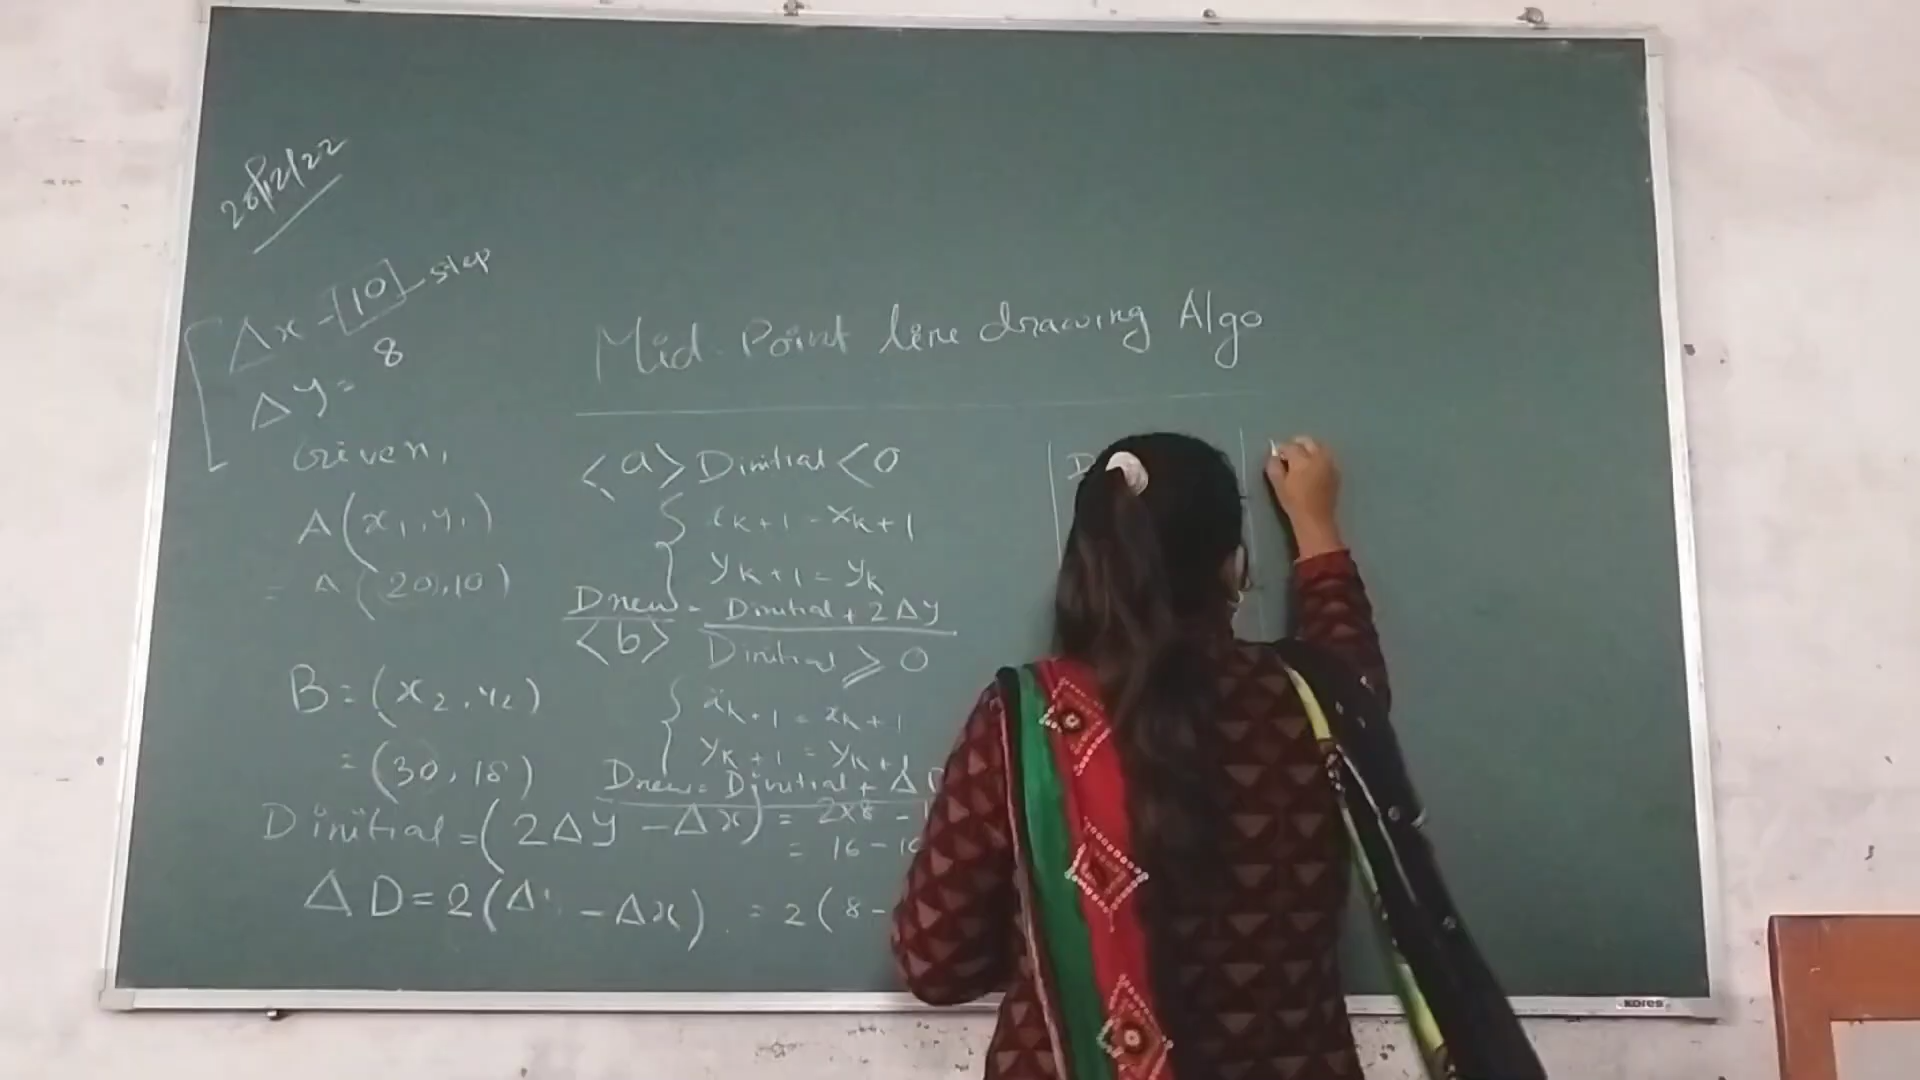 28/12/22
Δx - 10 - step
Δy = 8
Mid-Point line drawing Algo
Given,
A(x₁, y₁)
= A(20,10)
B = (x₂, y₂)
= (30, 18)
<a> Dinitial < 0
xk+1 = xk+1
yk+1 = yk
Dnew = Dinitial + 2Δy
<b> Dinitial ≥ 0
xk+1 = xk+1
yk+1 = yk+1
Dnew = Dinitial + Δ
Dinitial = (2Δy - Δx) = 2x8 -
= 16 - 10
ΔD = 2(Δ - Δx) = 2(8 -
D
KORES